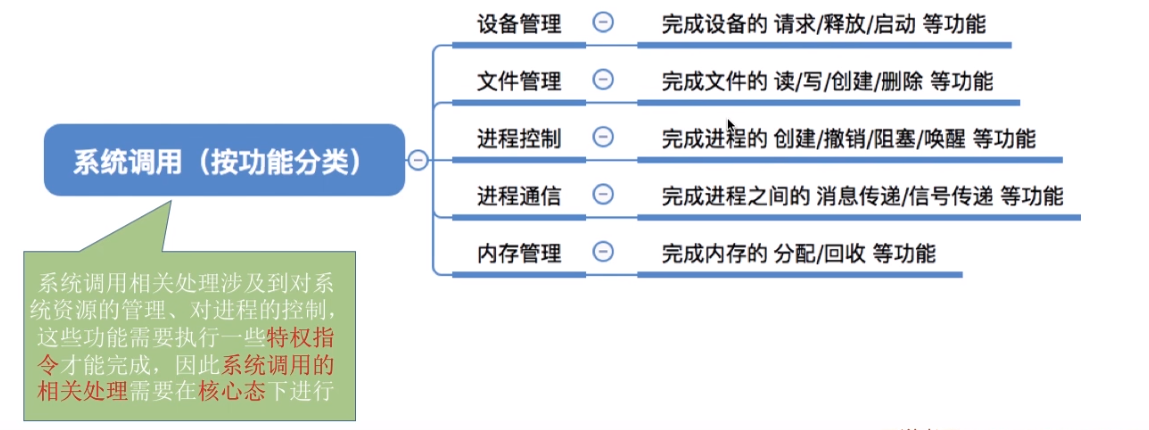 设备管理 完成设备的 请求/释放/启动 等功能
文件管理 完成文件的 读/写/创建/删除 等功能
进程控制 完成进程的 创建/撤销/阻塞/唤醒 等功能
系统调用（按功能分类）
进程通信 完成进程之间的 消息传递/信号传递 等功能
内存管理 完成内存的 分配/回收 等功能
系统调用相关处理涉及到对系
统资源的管理、对进程的控制，
这些功能需要执行一些特权指
令才能完成，因此系统调用的
相关处理需要在核心态下进行